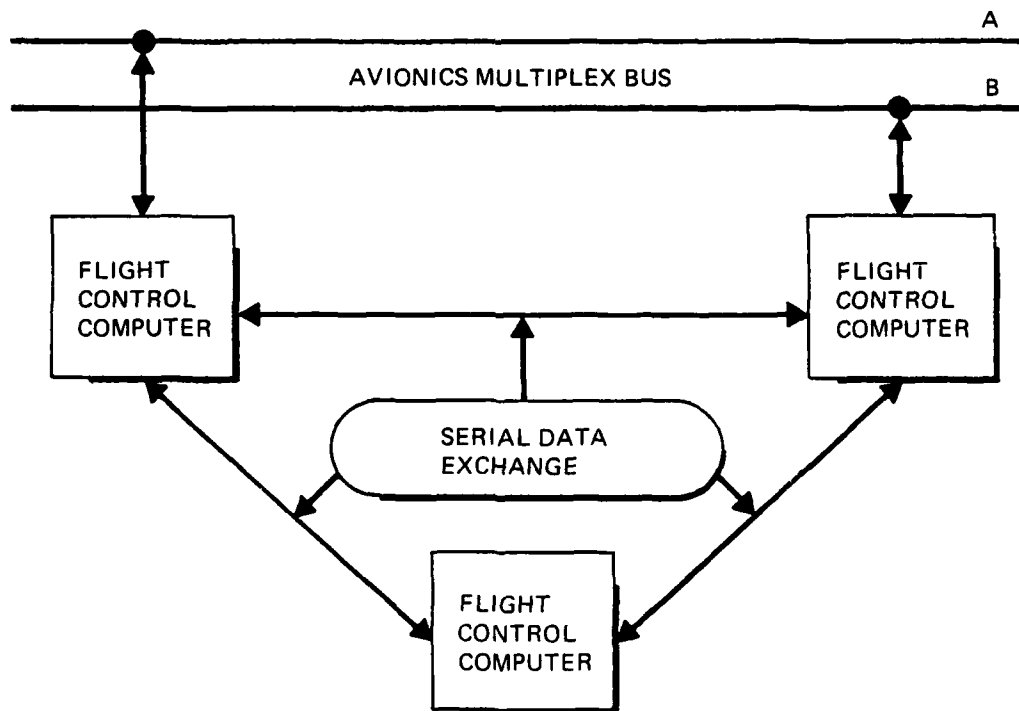 A
AVIONICS MULTIPLEX BUS
B
FLIGHT
CONTROL
COMPUTER
FLIGHT
CONTROL
COMPUTER
SERIAL DATA
EXCHANGE
FLIGHT
CONTROL
COMPUTER